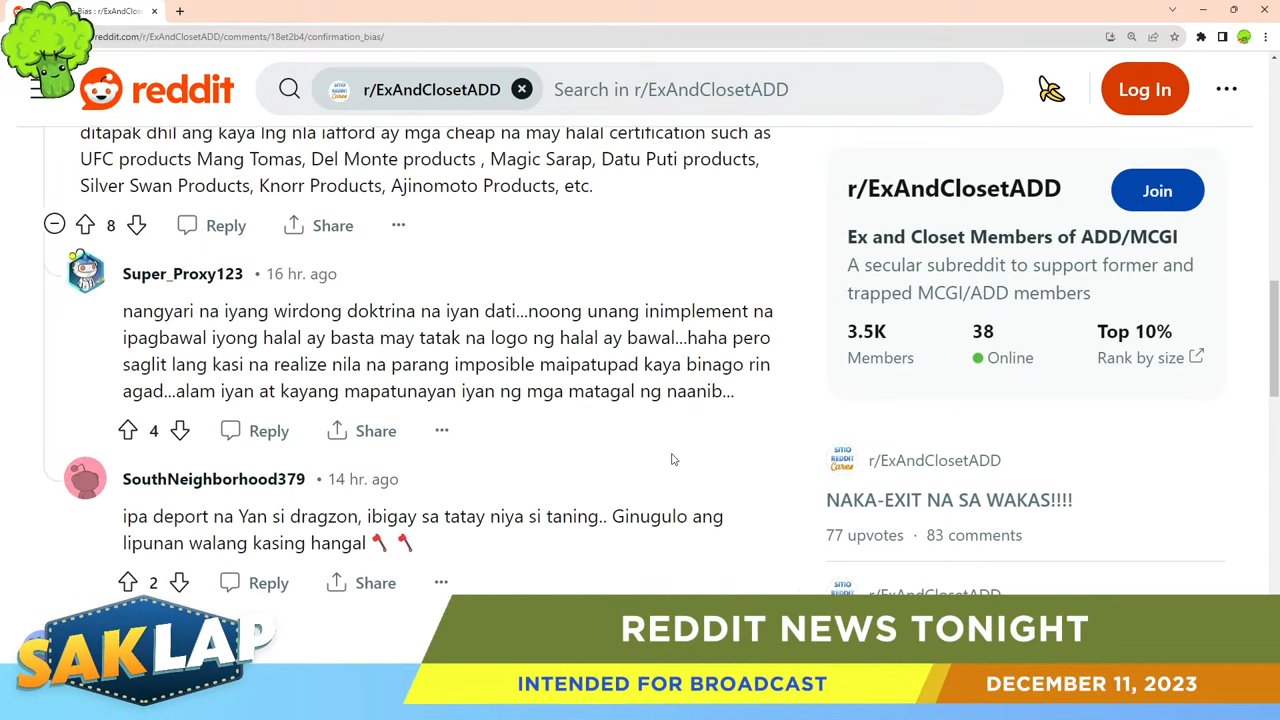 Bias : r/ExAndClos
reddit.com/r/ExAndClosetADD/comments/18et2b4/confirmation_bias/
reddit
r/ExAndClosetADD
Search in r/ExAndClosetADD
Log In
ditapak dhil ang kaya lng nla iafford ay mga cheap na may halal certification such as
UFC products Mang Tomas, Del Monte products , Magic Sarap, Datu Puti products,
Silver Swan Products, Knorr Products, Ajinomoto Products, etc.
8 Reply Share
Super_Proxy123 • 16 hr. ago
nangyari na iyang wirdong doktrina na iyan dati...noong unang inimplement na
ipagbawal iyong halal ay basta may tatak na logo ng halal ay bawal...haha pero
saglit lang kasi na realize nila na parang imposible maipatupad kaya binago rin
agad...alam iyan at kayang mapatunayan iyan ng mga matagal ng naanib...
4 Reply Share
SouthNeighborhood379 • 14 hr. ago
ipa deport na Yan si dragzon, ibigay sa tatay niya si taning.. Ginugulo ang
lipunan walang kasing hangal
2 Reply Share
r/ExAndClosetADD
Join
Ex and Closet Members of ADD/MCGI
A secular subreddit to support former and
trapped MCGI/ADD members
3.5K 38 Top 10%
Members Online Rank by size
SITIO REDDIT Cares
r/ExAndClosetADD
NAKA-EXIT NA SA WAKAS!!!!
77 upvotes · 83 comments
r/ExAndClosetADD
SAKLAP
REDDIT NEWS TONIGHT
INTENDED FOR BROADCAST
DECEMBER 11, 2023